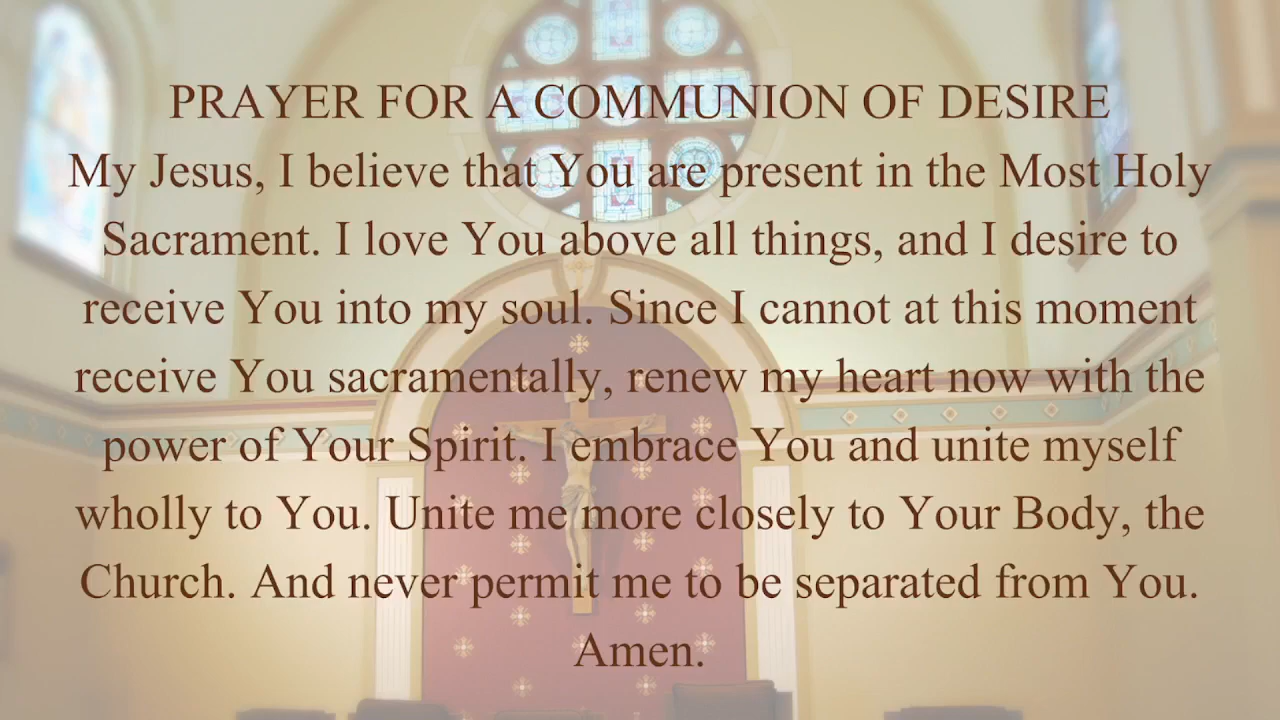 PRAYER FOR A COMMUNION OF DESIRE
My Jesus, I believe that You are present in the Most Holy
Sacrament. I love You above all things, and I desire to
receive You into my soul. Since I cannot at this moment
receive You sacramentally, renew my heart now with the
power of Your Spirit. I embrace You and unite myself
wholly to You. Unite me more closely to Your Body, the
Church. And never permit me to be separated from You.
Amen.